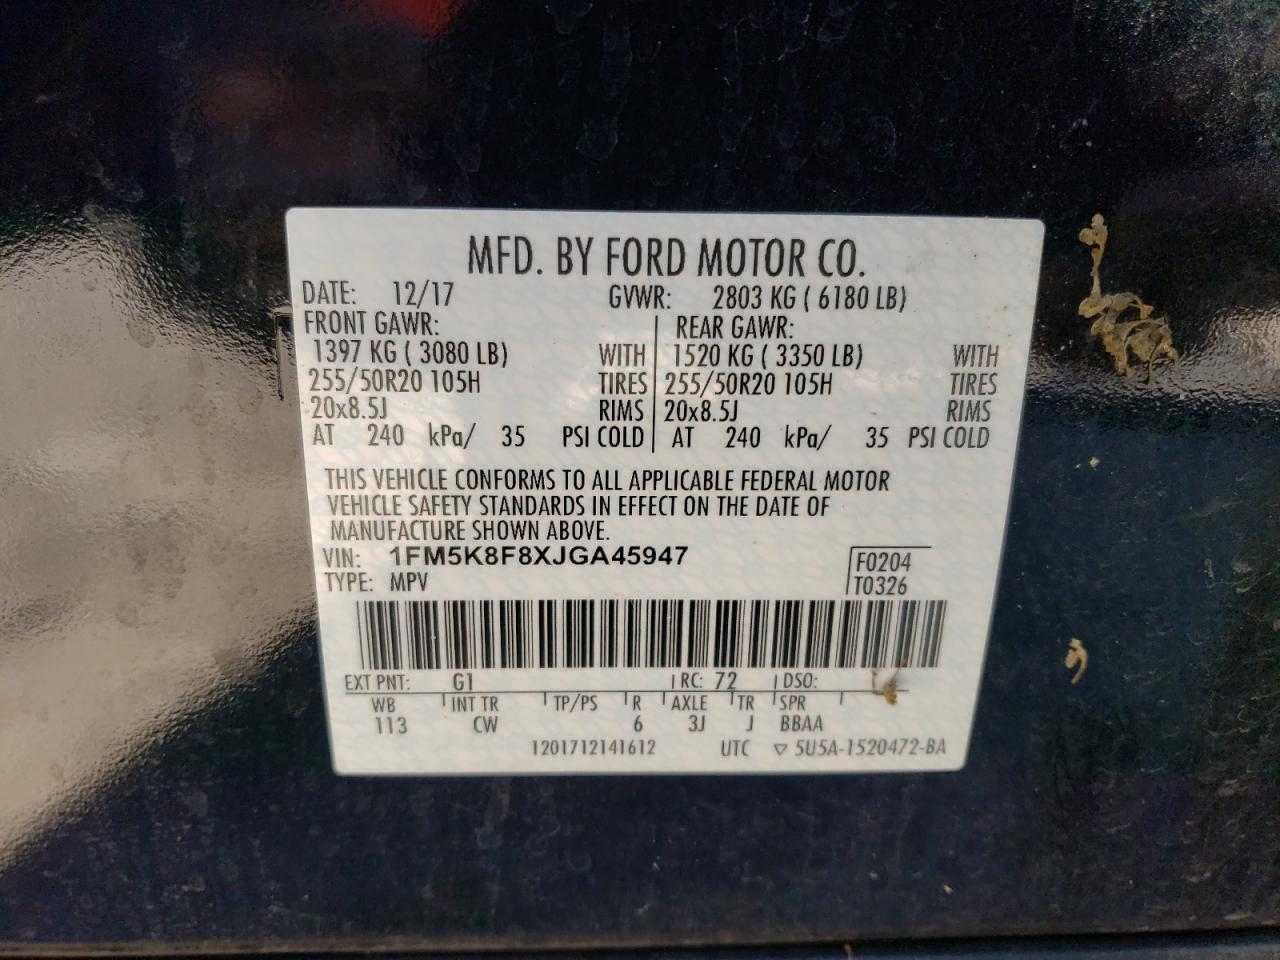 MFD. BY FORD MOTOR CO.
DATE: 12/17 GVWR: 2803 KG ( 6180 LB)
FRONT GAWR: REAR GAWR:
1397 KG ( 3080 LB) WITH 1520 KG ( 3350 LB) WITH
255/50R20 105H TIRES 255/50R20 105H TIRES
20x8.5J RIMS 20x8.5J RIMS
AT 240 kPa/ 35 PSI COLD AT 240 kPa/ 35 PSI COLD
THIS VEHICLE CONFORMS TO ALL APPLICABLE FEDERAL MOTOR
VEHICLE SAFETY STANDARDS IN EFFECT ON THE DATE OF
MANUFACTURE SHOWN ABOVE.
VIN: 1FM5K8F8XJGA45947 F0204
TYPE: MPV T0326
EXT PNT: G1 RC: 72 DSO:
WB INT TR TP/PS R AXLE TR SPR
113 CW 6 3J J BBAA
1201712141612 UTC ▽ 5U5A-1520472-BA